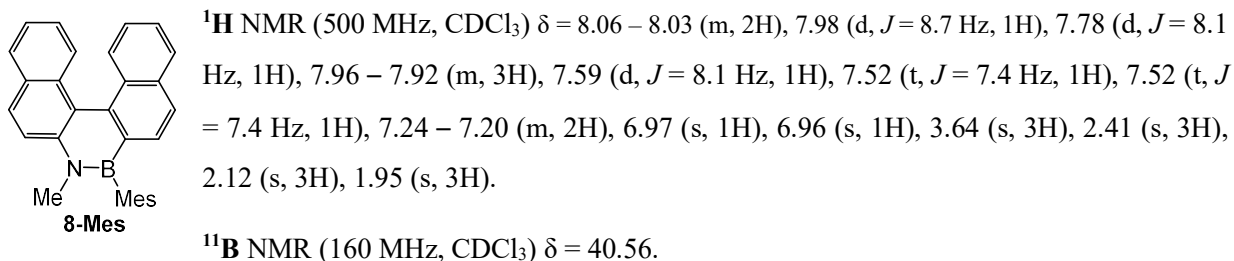 ¹H NMR (500 MHz, CDCl₃) δ = 8.06 – 8.03 (m, 2H), 7.98 (d, J = 8.7 Hz, 1H), 7.78 (d, J = 8.1
Hz, 1H), 7.96 – 7.92 (m, 3H), 7.59 (d, J = 8.1 Hz, 1H), 7.52 (t, J = 7.4 Hz, 1H), 7.52 (t, J
= 7.4 Hz, 1H), 7.24 – 7.20 (m, 2H), 6.97 (s, 1H), 6.96 (s, 1H), 3.64 (s, 3H), 2.41 (s, 3H),
2.12 (s, 3H), 1.95 (s, 3H).
¹¹B NMR (160 MHz, CDCl₃) δ = 40.56.
N B
Me Mes
8-Mes